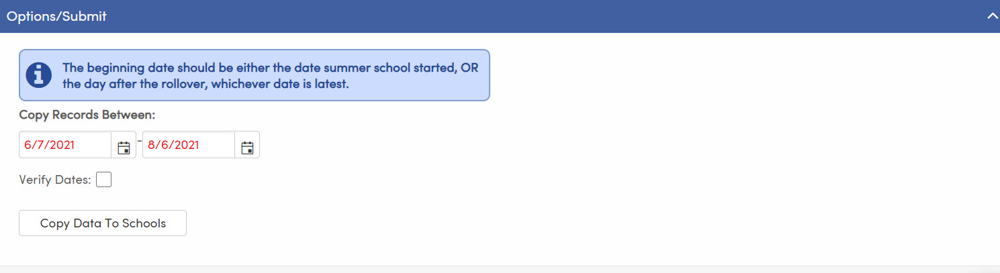 Options/Submit
The beginning date should be either the date summer school started, OR
the day after the rollover, whichever date is latest.
Copy Records Between:
6/7/2021 - 8/6/2021
Verify Dates:
Copy Data To Schools